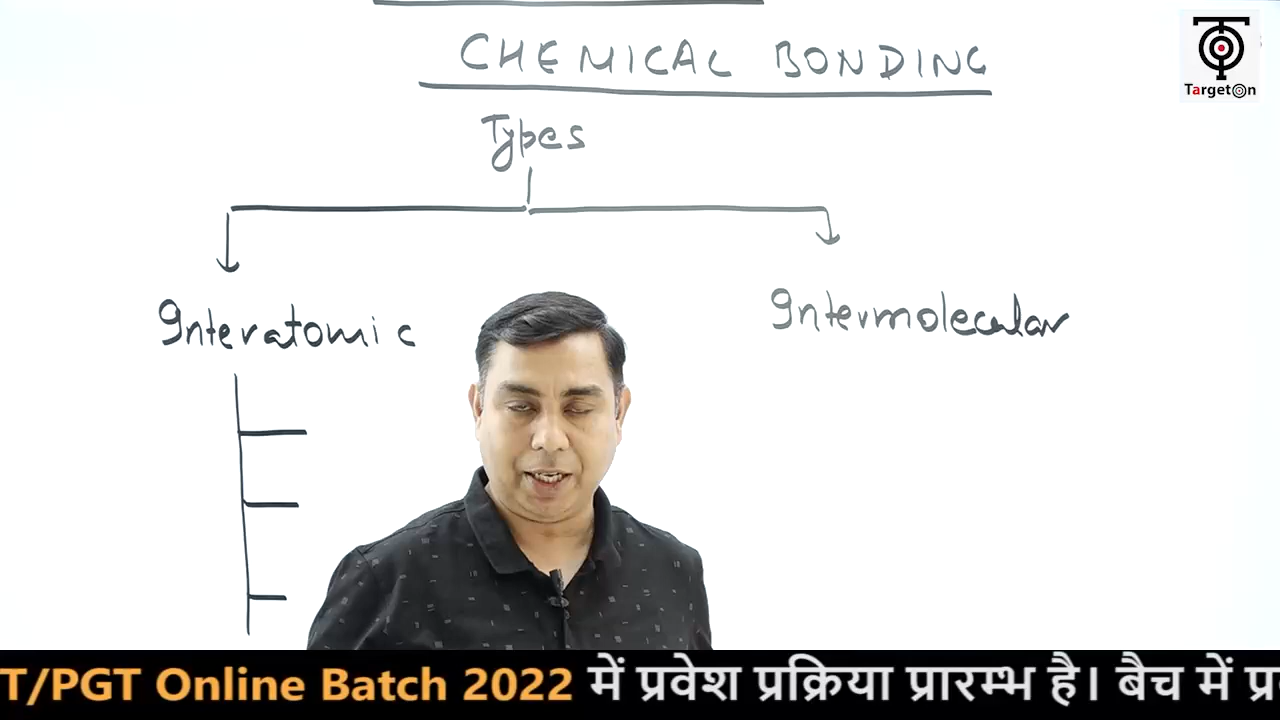 CHEMICAL BONDING
TargetOn
Types
Interatomic
Intermolecular
T/PGT Online Batch 2022 में प्रवेश प्रक्रिया प्रारम्भ है। बैच में प्र